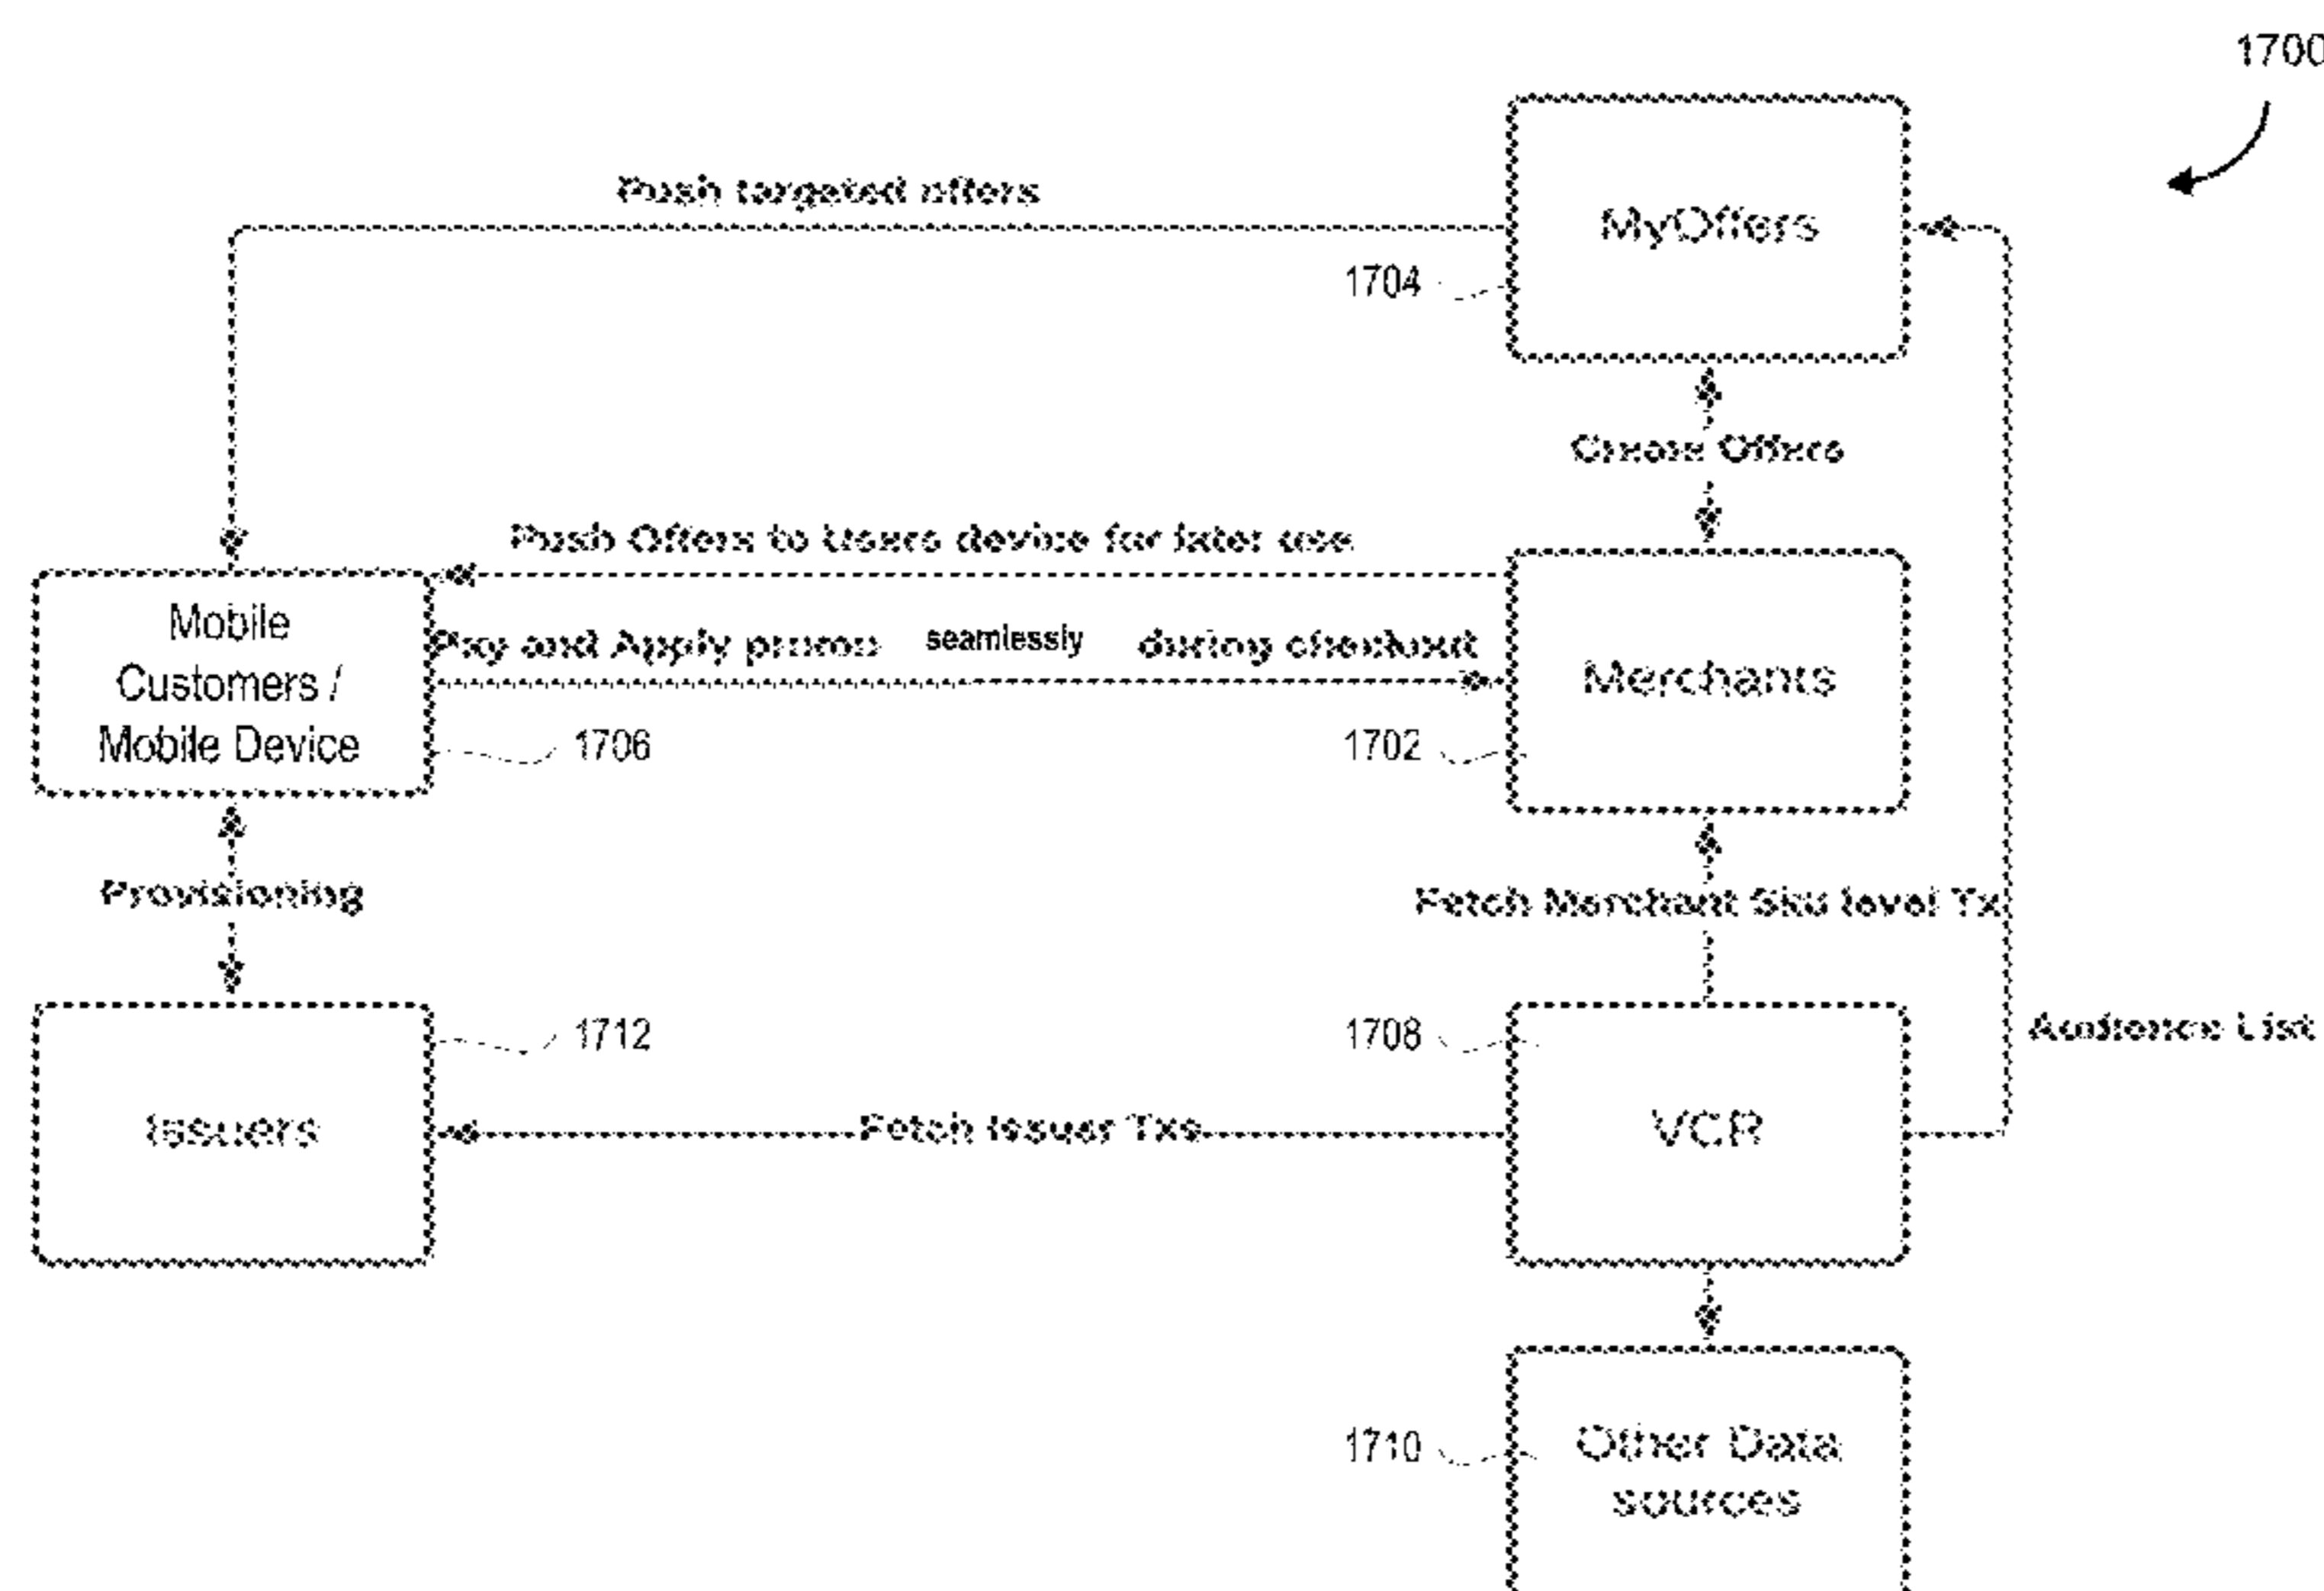 1700
Push targeted offers
MyOffers
1704
Create Offers
Push Offers to Users device for later use
Mobile
Customers /
Mobile Device
Pay and Apply promo seamlessly during checkout
Merchants
1706
1702
Provisioning
Fetch Merchant Sku level Tx
1712
1708
Audience List
Issuers
Fetch Issuer Txs
VCR
1710
Other Data
sources